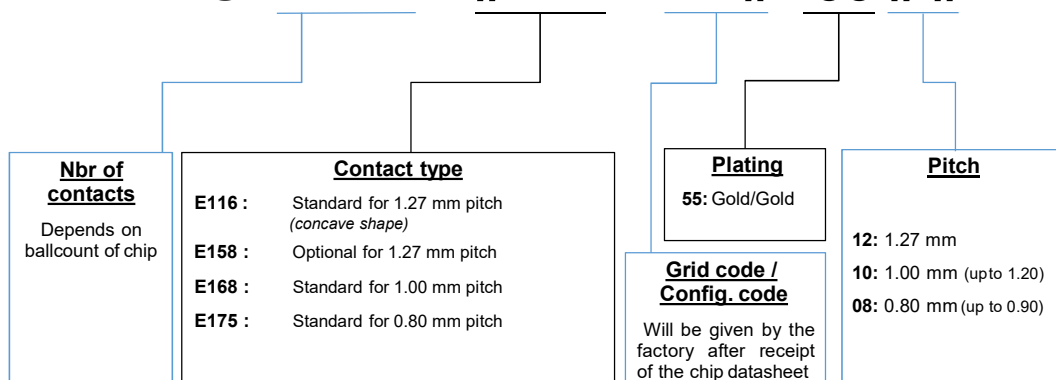 Nbr of
contacts
Depends on
ballcount of chip
Contact type
E116 : Standard for 1.27 mm pitch
(concave shape)
E158 : Optional for 1.27 mm pitch
E168 : Standard for 1.00 mm pitch
E175 : Standard for 0.80 mm pitch
Plating
55: Gold/Gold
Grid code /
Config. code
Will be given by the
factory after receipt
of the chip datasheet
Pitch
12: 1.27 mm
10: 1.00 mm (up to 1.20)
08: 0.80 mm (up to 0.90)